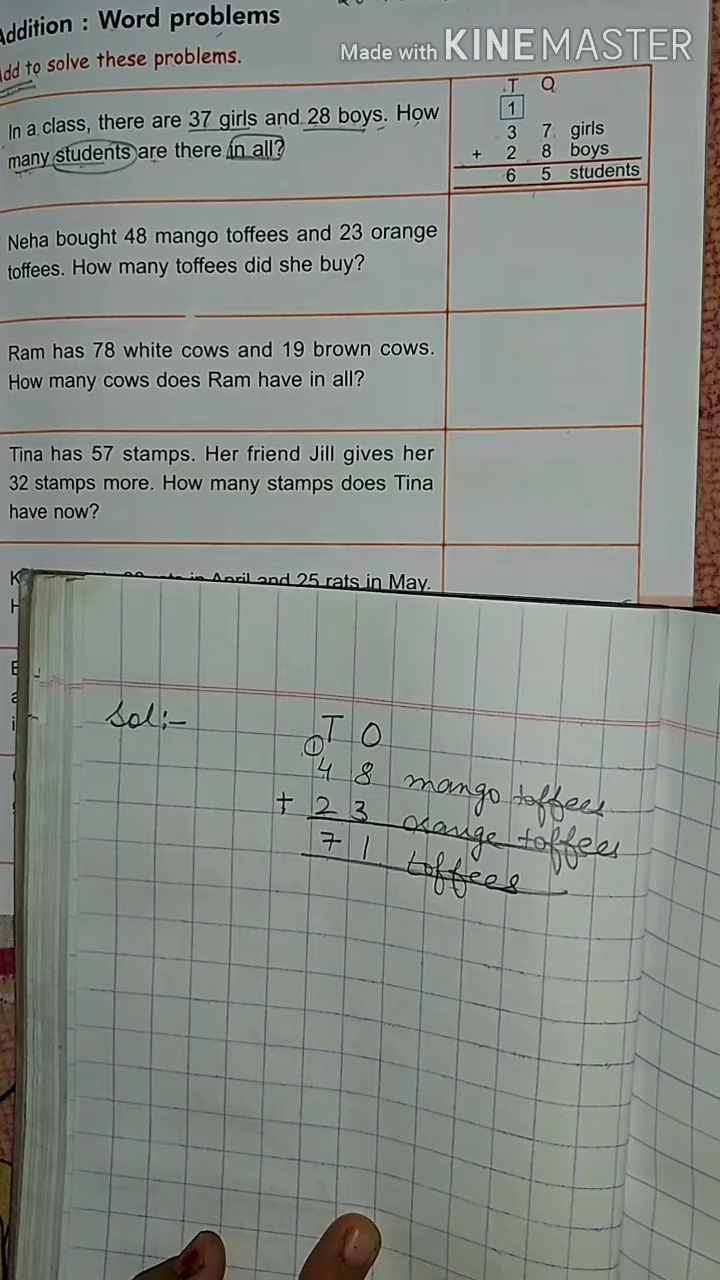 Addition : Word problems
Made with KINEMASTER
Add to solve these problems.
In a class, there are 37 girls and 28 boys. How
many students are there in all?
T O
1
3 7 girls
+ 2 8 boys
6 5 students
Neha bought 48 mango toffees and 23 orange
toffees. How many toffees did she buy?
Ram has 78 white cows and 19 brown cows.
How many cows does Ram have in all?
Tina has 57 stamps. Her friend Jill gives her
32 stamps more. How many stamps does Tina
have now?
in April and 25 rats in May.
Sol:-
T O
1
4 8 mango toffees
+ 2 3 orange toffees
7 1 toffees